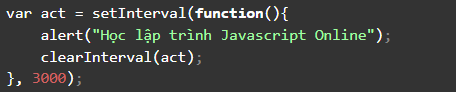 var act = setInterval(function(){
    alert("Học lập trình Javascript Online");
    clearInterval(act);
}, 3000);